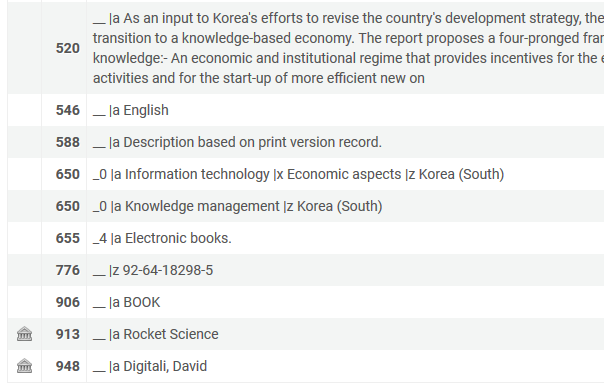 __ |a As an input to Korea's efforts to revise the country's development strategy, the
520 transition to a knowledge-based economy. The report proposes a four-pronged
knowledge:- An economic and institutional regime that provides incentives for the
activities and for the start-up of more efficient new on
546 __ |a English
588 __ |a Description based on print version record.
650 _0 |a Information technology |x Economic aspects |z Korea (South)
650 _0 |a Knowledge management |z Korea (South)
655 _4 |a Electronic books.
776 __ |z 92-64-18298-5
906 __ |a BOOK
913 __ |a Rocket Science
948 __ |a Digitali, David